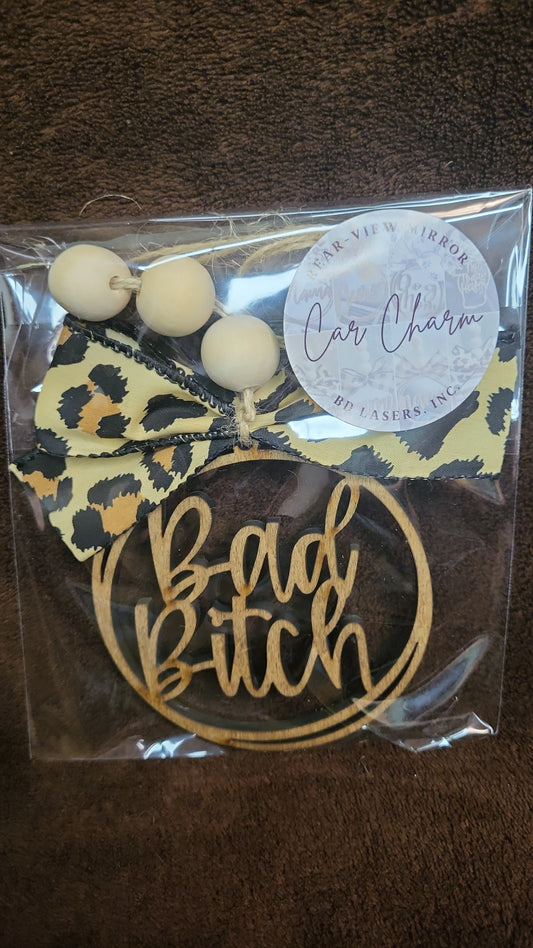 REAR-VIEW MIRROR
Car Charm
BD LASERS, INC.
Bad
Bitch